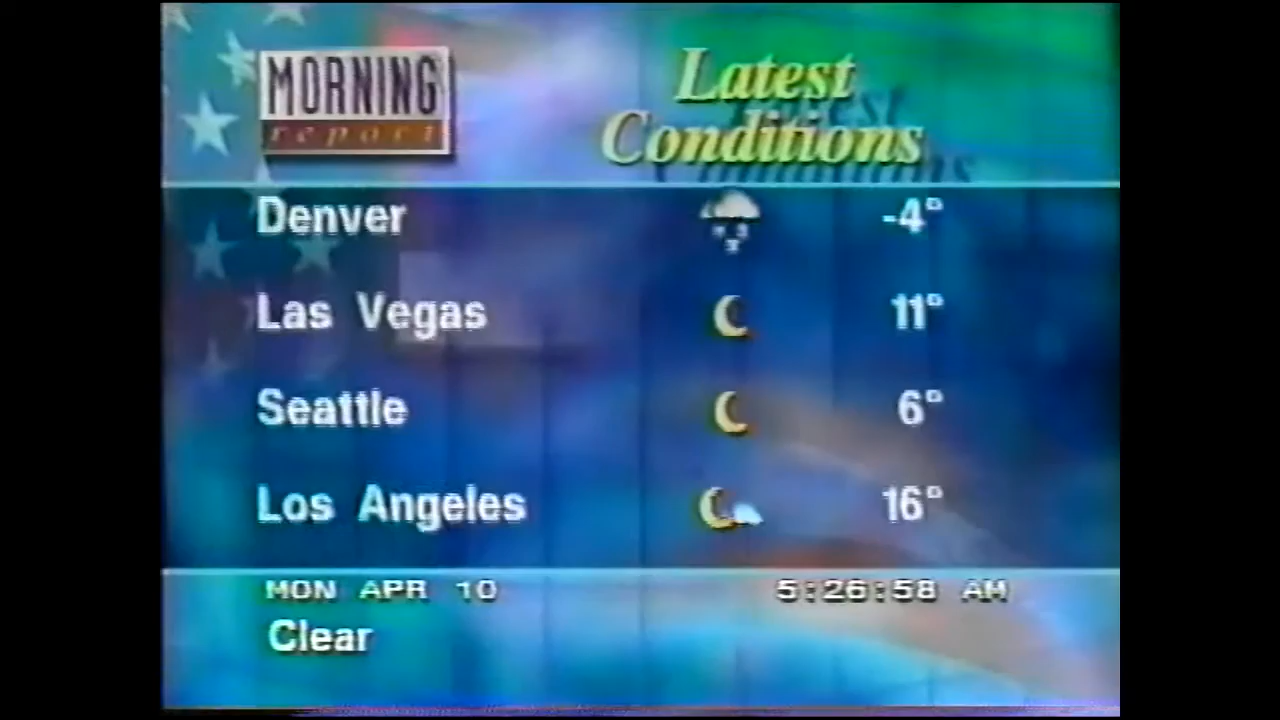 MORNING
report
Latest
Conditions
Denver -4°
Las Vegas 11°
Seattle 6°
Los Angeles 16°
MON APR 10 5:26:58 AM
Clear